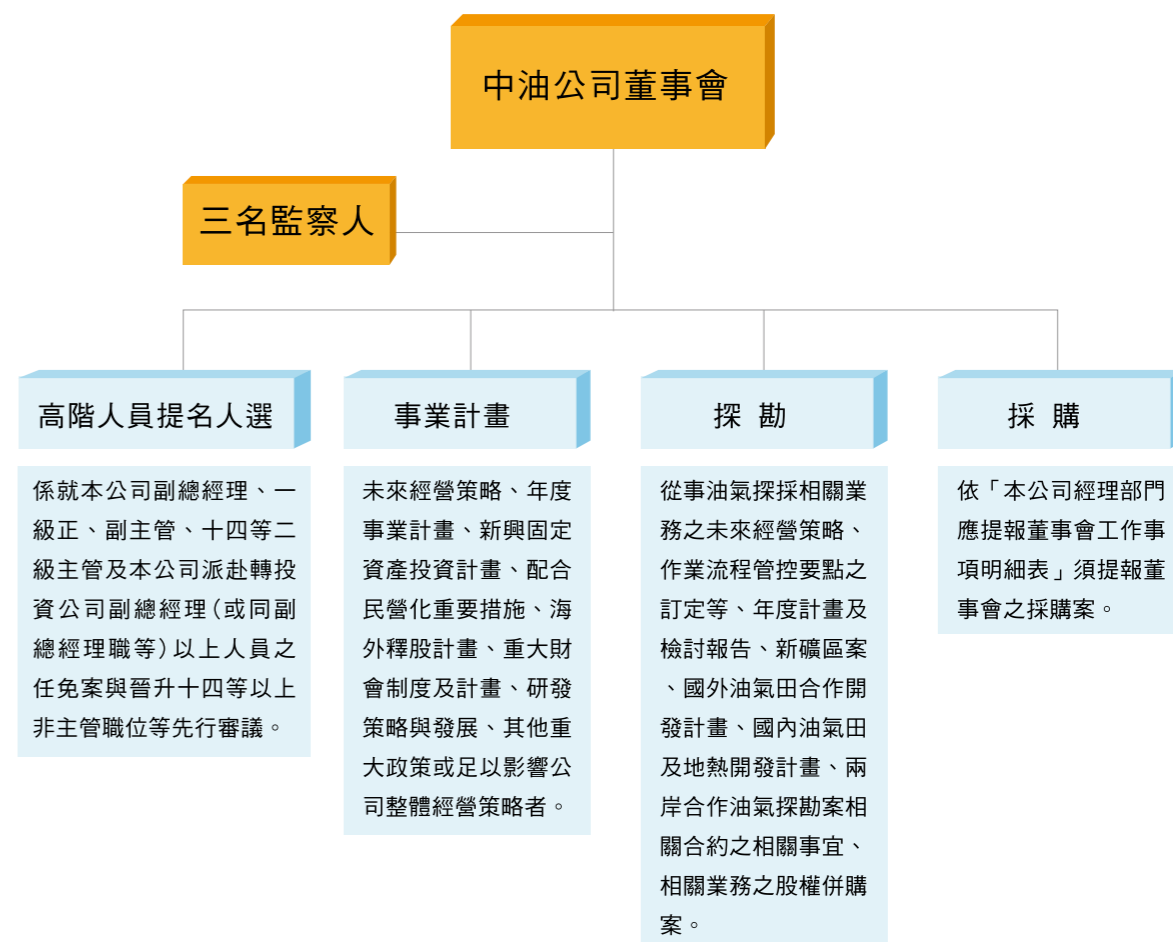 中油公司董事會
三名監察人
高階人員提名人選
係就本公司副總經理、一
級正、副主管、十四等二
級主管及本公司派赴轉投
資公司副總經理(或同副
總經理職等)以上人員之
任免案與晉升十四等以上
非主管職位等先行審議。
事業計畫
未來經營策略、年度
事業計畫、新興固定
資產投資計畫、配合
民營化重要措施、海
外釋股計畫、重大財
會制度及計畫、研發
策略與發展、其他重
大政策或足以影響公
司整體經營策略者。
探 勘
從事油氣探採相關業
務之未來經營策略、
作業流程管控要點之
訂定等、年度計畫及
檢討報告、新礦區案
、國外油氣田合作開
發計畫、國內油氣田
及地熱開發計畫、兩
岸合作油氣探勘案相
關合約之相關事宜、
相關業務之股權併購
案。
採 購
依「本公司經理部門
應提報董事會工作事
項明細表」須提報董
事會之採購案。